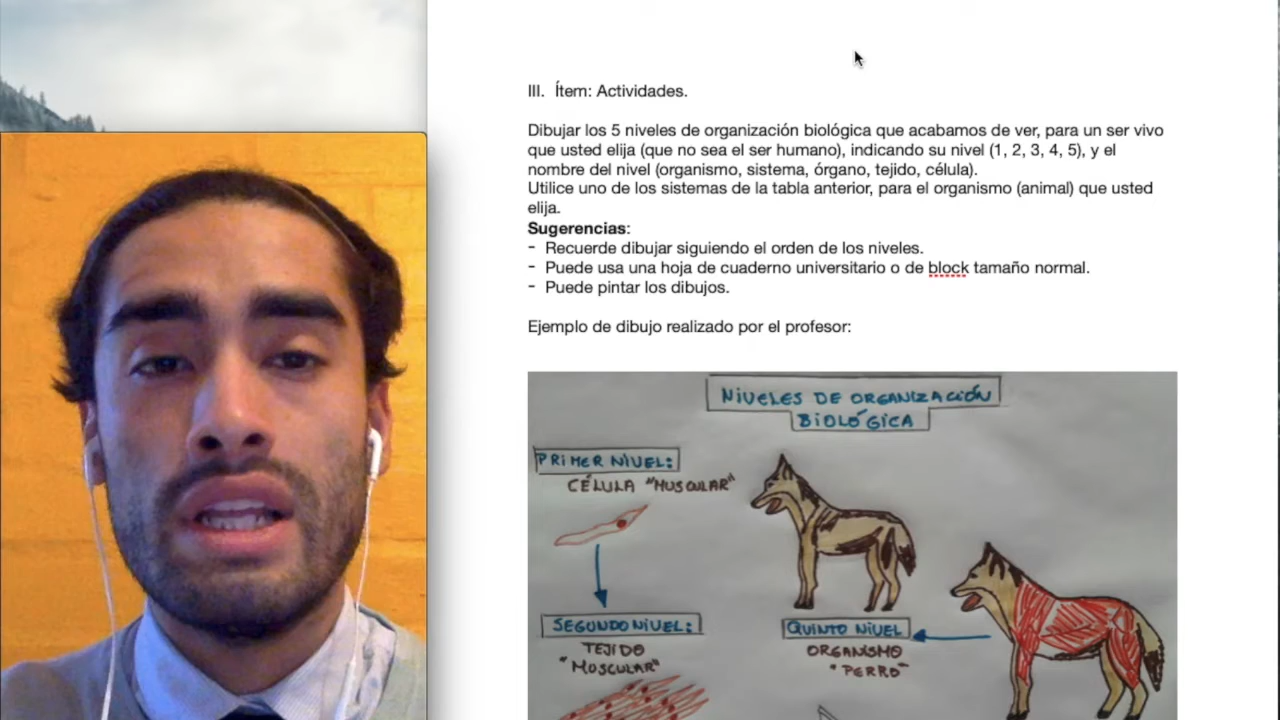 III. Ítem: Actividades.
Dibujar los 5 niveles de organización biológica que acabamos de ver, para un ser vivo
que usted elija (que no sea el ser humano), indicando su nivel (1, 2, 3, 4, 5), y el
nombre del nivel (organismo, sistema, órgano, tejido, célula).
Utilice uno de los sistemas de la tabla anterior, para el organismo (animal) que usted
elija.
Sugerencias:
- Recuerde dibujar siguiendo el orden de los niveles.
- Puede usa una hoja de cuaderno universitario o de block tamaño normal.
- Puede pintar los dibujos.
Ejemplo de dibujo realizado por el profesor:
NIVELES DE ORGANIZACIÓN
BIOLÓGICA
PRIMER NIVEL:
CÉLULA "MUSCULAR"
SEGUNDO NIVEL:
TEJIDO
"MUSCULAR"
QUINTO NIVEL
ORGANISMO
"PERRO"